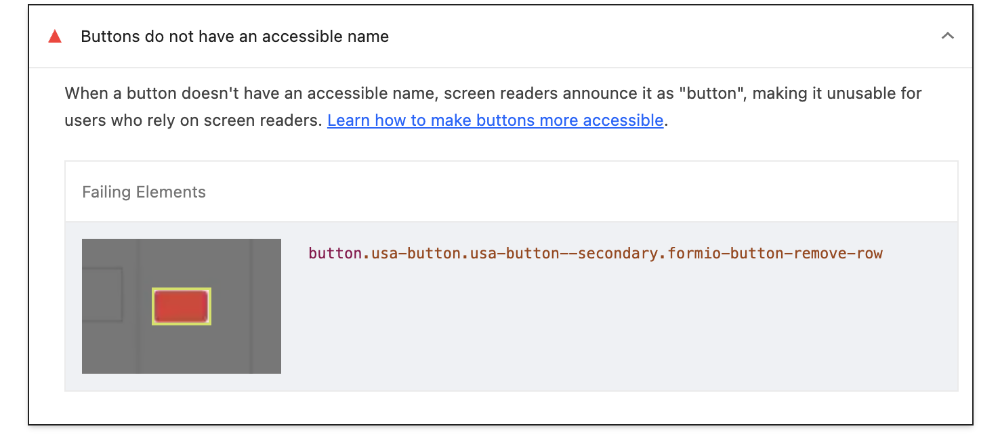 Buttons do not have an accessible name
When a button doesn't have an accessible name, screen readers announce it as "button", making it unusable for
users who rely on screen readers. Learn how to make buttons more accessible.
Failing Elements
button.usa-button.usa-button--secondary.formio-button-remove-row